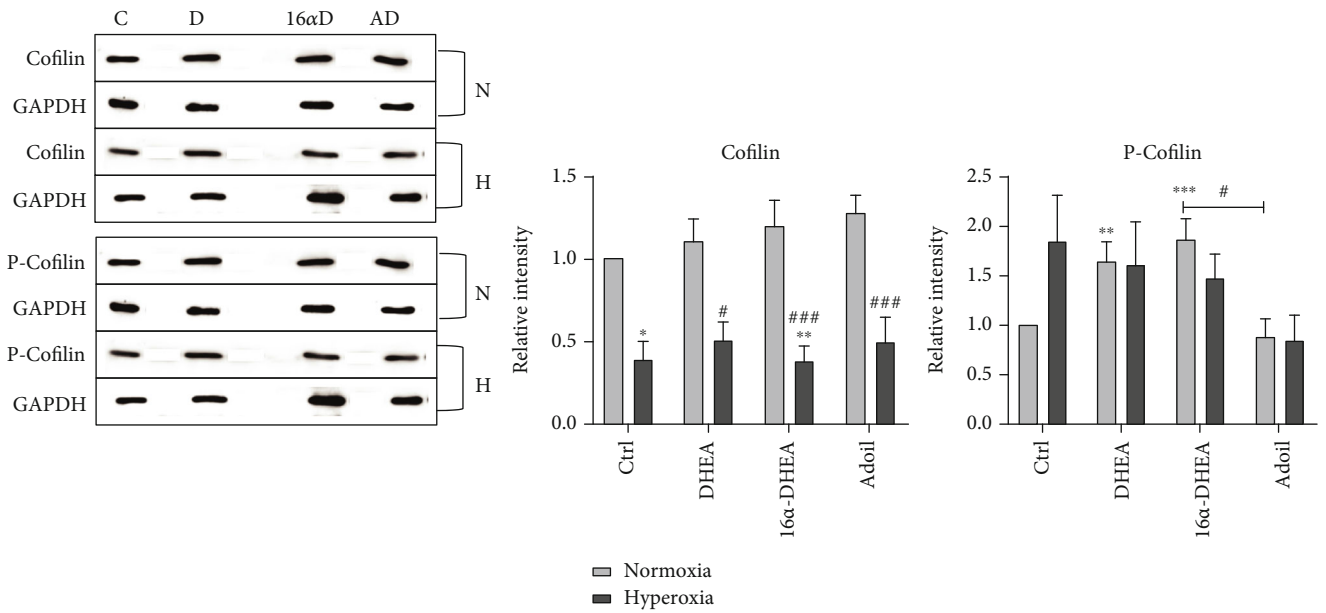 C D 16αD AD
Cofilin
GAPDH
N
Cofilin
GAPDH
H
P-Cofilin
GAPDH
N
P-Cofilin
GAPDH
H
Cofilin
Relative intensity
1.5
1.0
0.5
0.0
*
#
###
**
###
Ctrl
DHEA
16α-DHEA
Adoil
P-Cofilin
Relative intensity
2.5
2.0
1.5
1.0
0.5
0.0
**
***
#
Ctrl
DHEA
16α-DHEA
Adoil
Normoxia
Hyperoxia